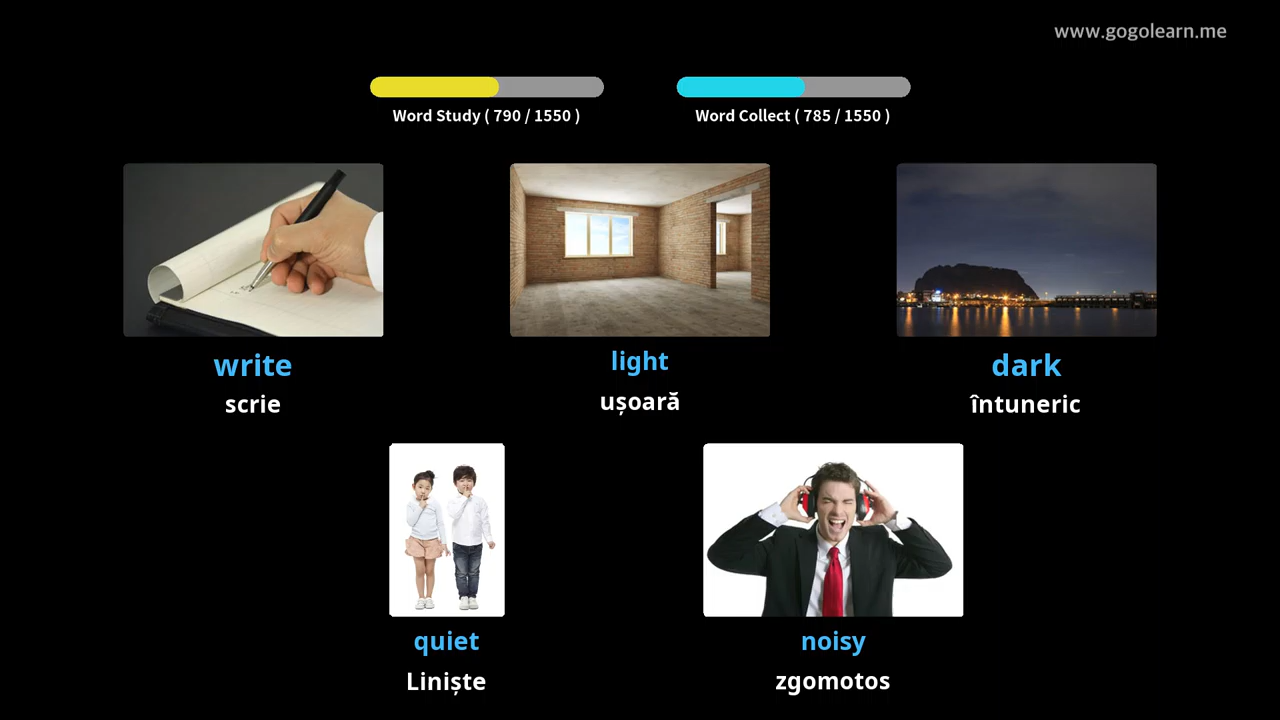 www.gogolearn.me
Word Study ( 790 / 1550 )
Word Collect ( 785 / 1550 )
write
scrie
light
ușoară
dark
întuneric
quiet
Liniște
noisy
zgomotos